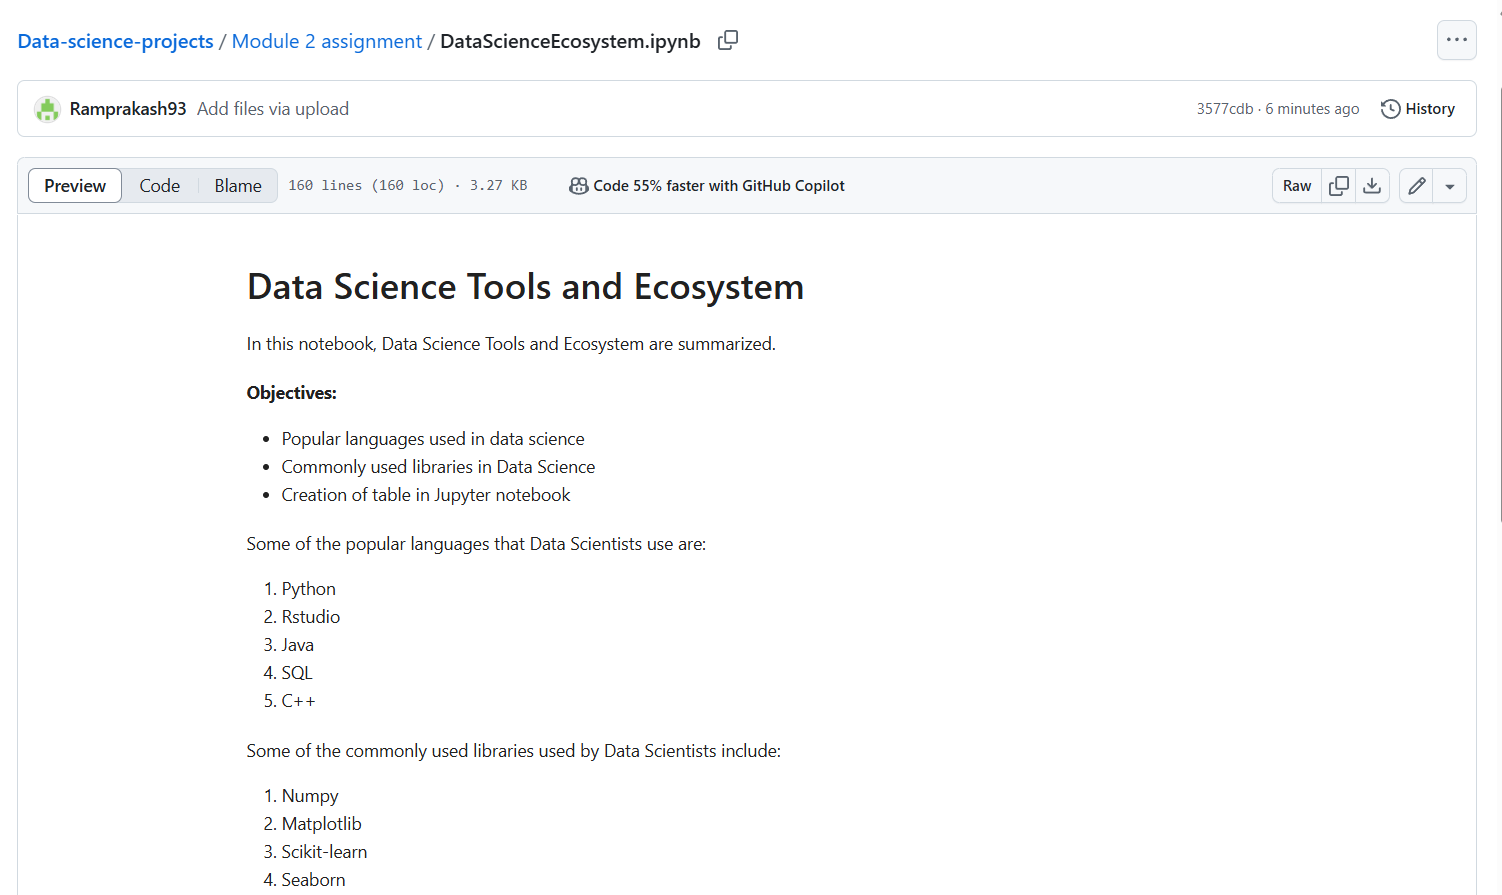 Data-science-projects / Module 2 assignment / DataScienceEcosystem.ipynb
Ramprakash93 Add files via upload 3577cdb · 6 minutes ago History
Preview Code Blame 160 lines (160 loc) · 3.27 KB Code 55% faster with GitHub Copilot Raw
Data Science Tools and Ecosystem
In this notebook, Data Science Tools and Ecosystem are summarized.
Objectives:
• Popular languages used in data science
• Commonly used libraries in Data Science
• Creation of table in Jupyter notebook
Some of the popular languages that Data Scientists use are:
1. Python
2. Rstudio
3. Java
4. SQL
5. C++
Some of the commonly used libraries used by Data Scientists include:
1. Numpy
2. Matplotlib
3. Scikit-learn
4. Seaborn